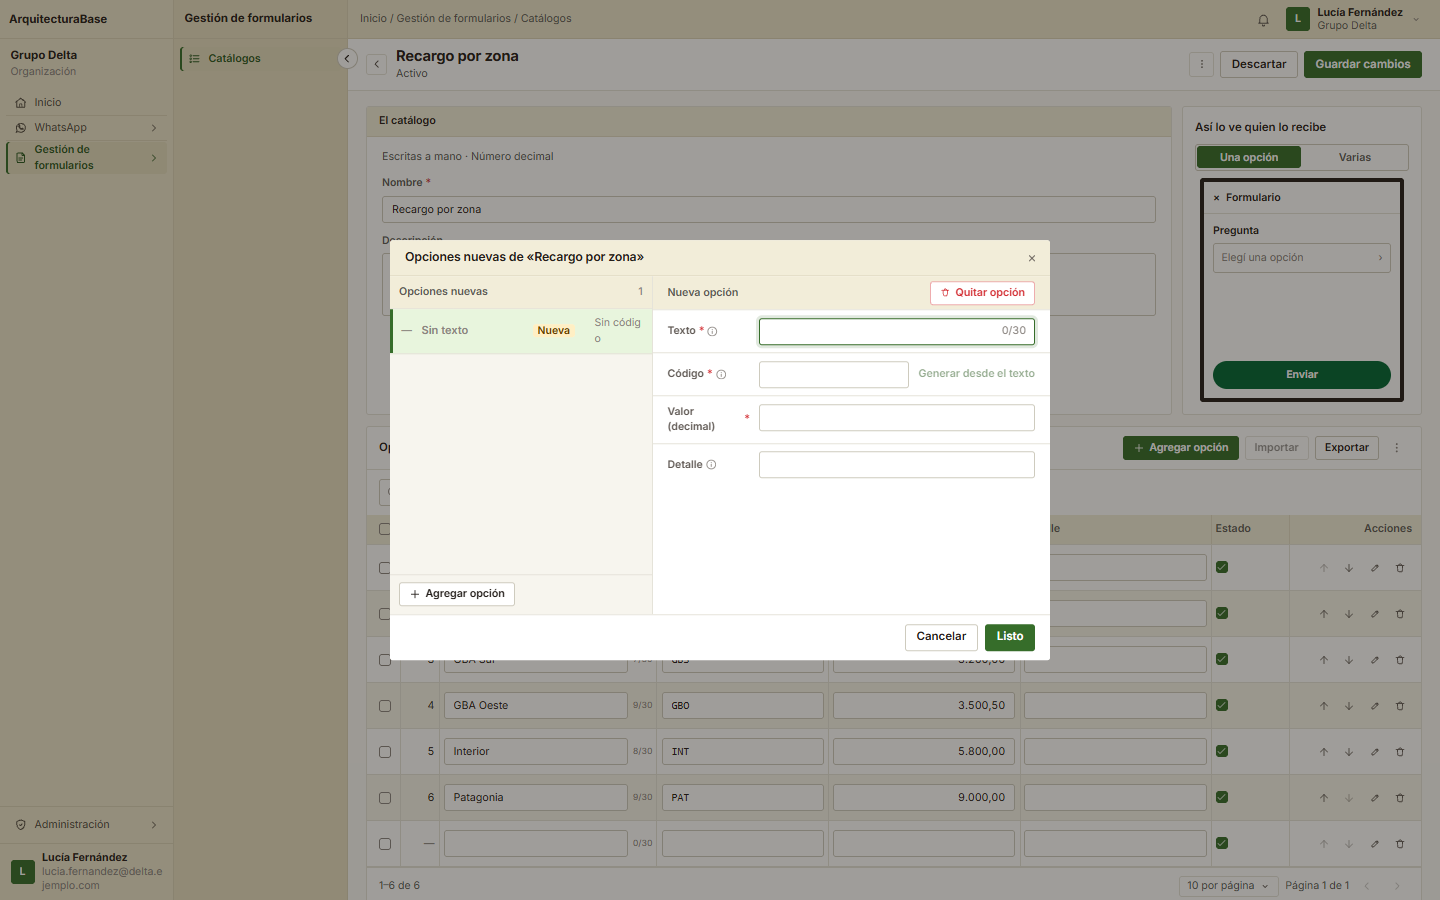 ArquitecturaBase
Grupo Delta
Organización
Inicio
WhatsApp
Gestión de
formularios
Administración
Lucía Fernández
lucia.fernandez@delta.e
jemplo.com
L
Gestión de formularios
Catálogos
Inicio / Gestión de formularios / Catálogos
L
Lucía Fernández
Grupo Delta
Recargo por zona
Activo
Descartar
Guardar cambios
El catálogo
Escritas a mano · Número decimal
Nombre *
Recargo por zona
Así lo ve quien lo recibe
Una opción
Varias
× Formulario
Pregunta
Elegí una opción
Enviar
Opciones nuevas de «Recargo por zona»
×
Opciones nuevas 1
— Sin texto Nueva Sin códig
o
Agregar opción
Nueva opción
Quitar opción
Texto *
0/30
Código *
Generar desde el texto
Valor
(decimal) *
Detalle
Cancelar
Listo
Agregar opción
Importar
Exportar
Estado
Acciones
4 GBA Oeste 9/30 GBO 3.500,50
5 Interior 8/30 INT 5.800,00
6 Patagonia 9/30 PAT 9.000,00
— 0/30
1–6 de 6
10 por página
Página 1 de 1